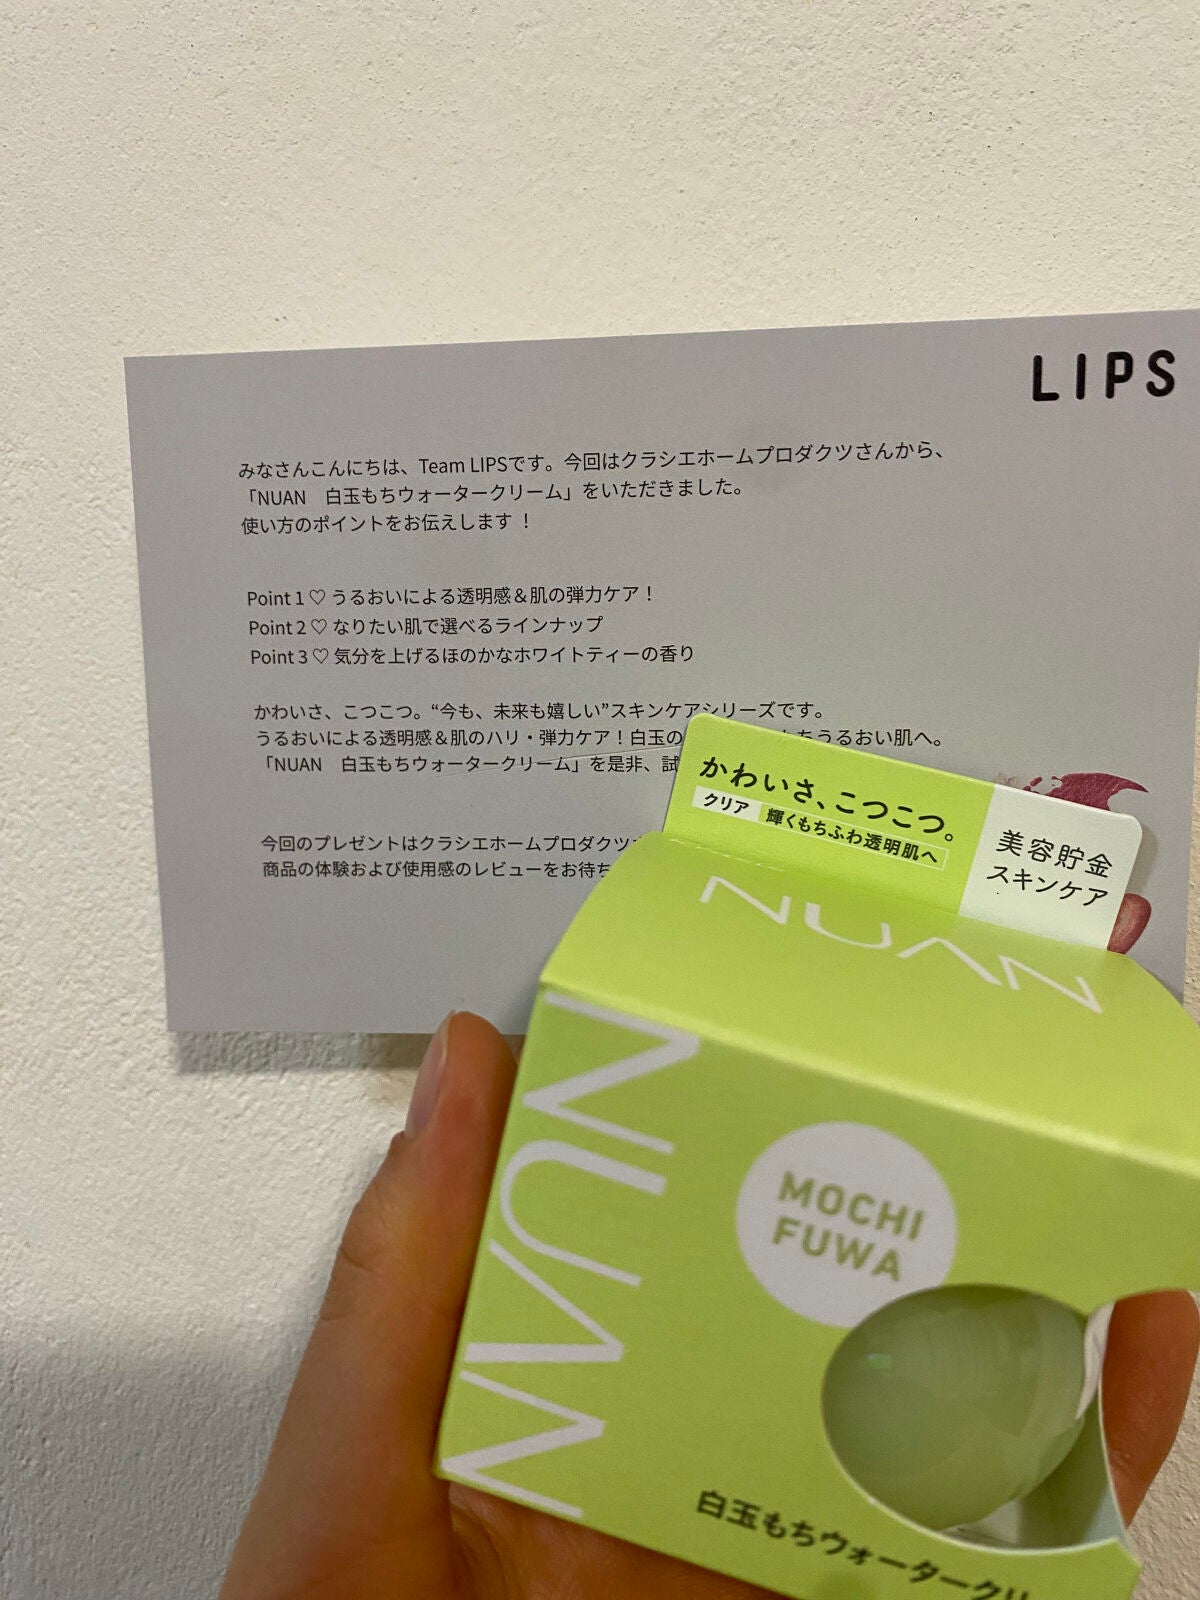 LIPS
みなさんこんにちは、Team LIPSです。今回はクラシエホームプロダクツさんから、
「NUAN 白玉もちウォータークリーム」をいただきました。
使い方のポイントをお伝えします！
Point 1 ♡ うるおいによる透明感＆肌の弾力ケア！
Point 2 ♡ なりたい肌で選べるラインナップ
Point 3 ♡ 気分を上げるほのかなホワイトティーの香り
かわいさ、こつこつ。“今も、未来も嬉しい”スキンケアシリーズです。
うるおいによる透明感＆肌のハリ・弾力ケア！白玉の うるおい肌へ。
「NUAN 白玉もちウォータークリーム」を是非、試
今回のプレゼントはクラシエホームプロダクツ
商品の体験および使用感のレビューをお待ち
かわいさ、こつこつ。
クリア 輝くもちふわ透明肌へ
美容貯金
スキンケア
NUAN
NUAN
MOCHI
FUWA
白玉もちウォータークリ